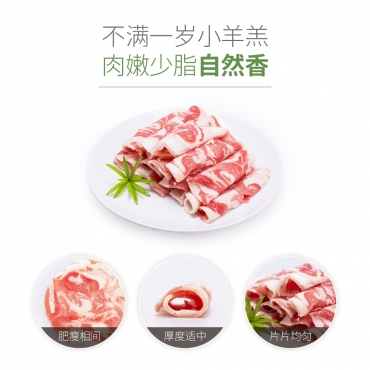 不满一岁小羊羔
肉嫩少脂自然香
肥瘦相间
厚度适中
片片均匀